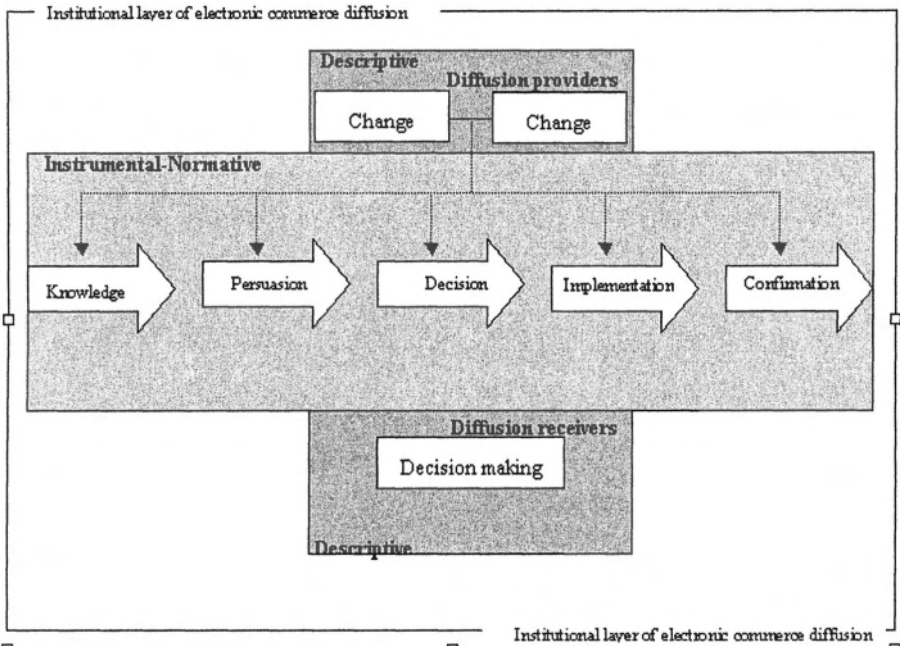 Institutional layer of electronic commerce diffusion
Descriptive
Diffusion providers
Change
Change
Instrumental-Normative
Knowledge
Persuasion
Decision
Implementation
Confirmation
Diffusion receivers
Decision making
Descriptive
Institutional layer of electronic commerce diffusion